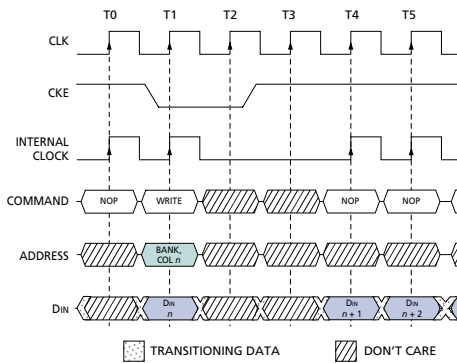 T0 T1 T2 T3 T4 T5
CLK
CKE
INTERNAL
CLOCK
COMMAND NOP WRITE NOP NOP
ADDRESS BANK,
COL n
DIN DIN
n DIN
n + 1 DIN
n + 2
TRANSITIONING DATA DON'T CARE